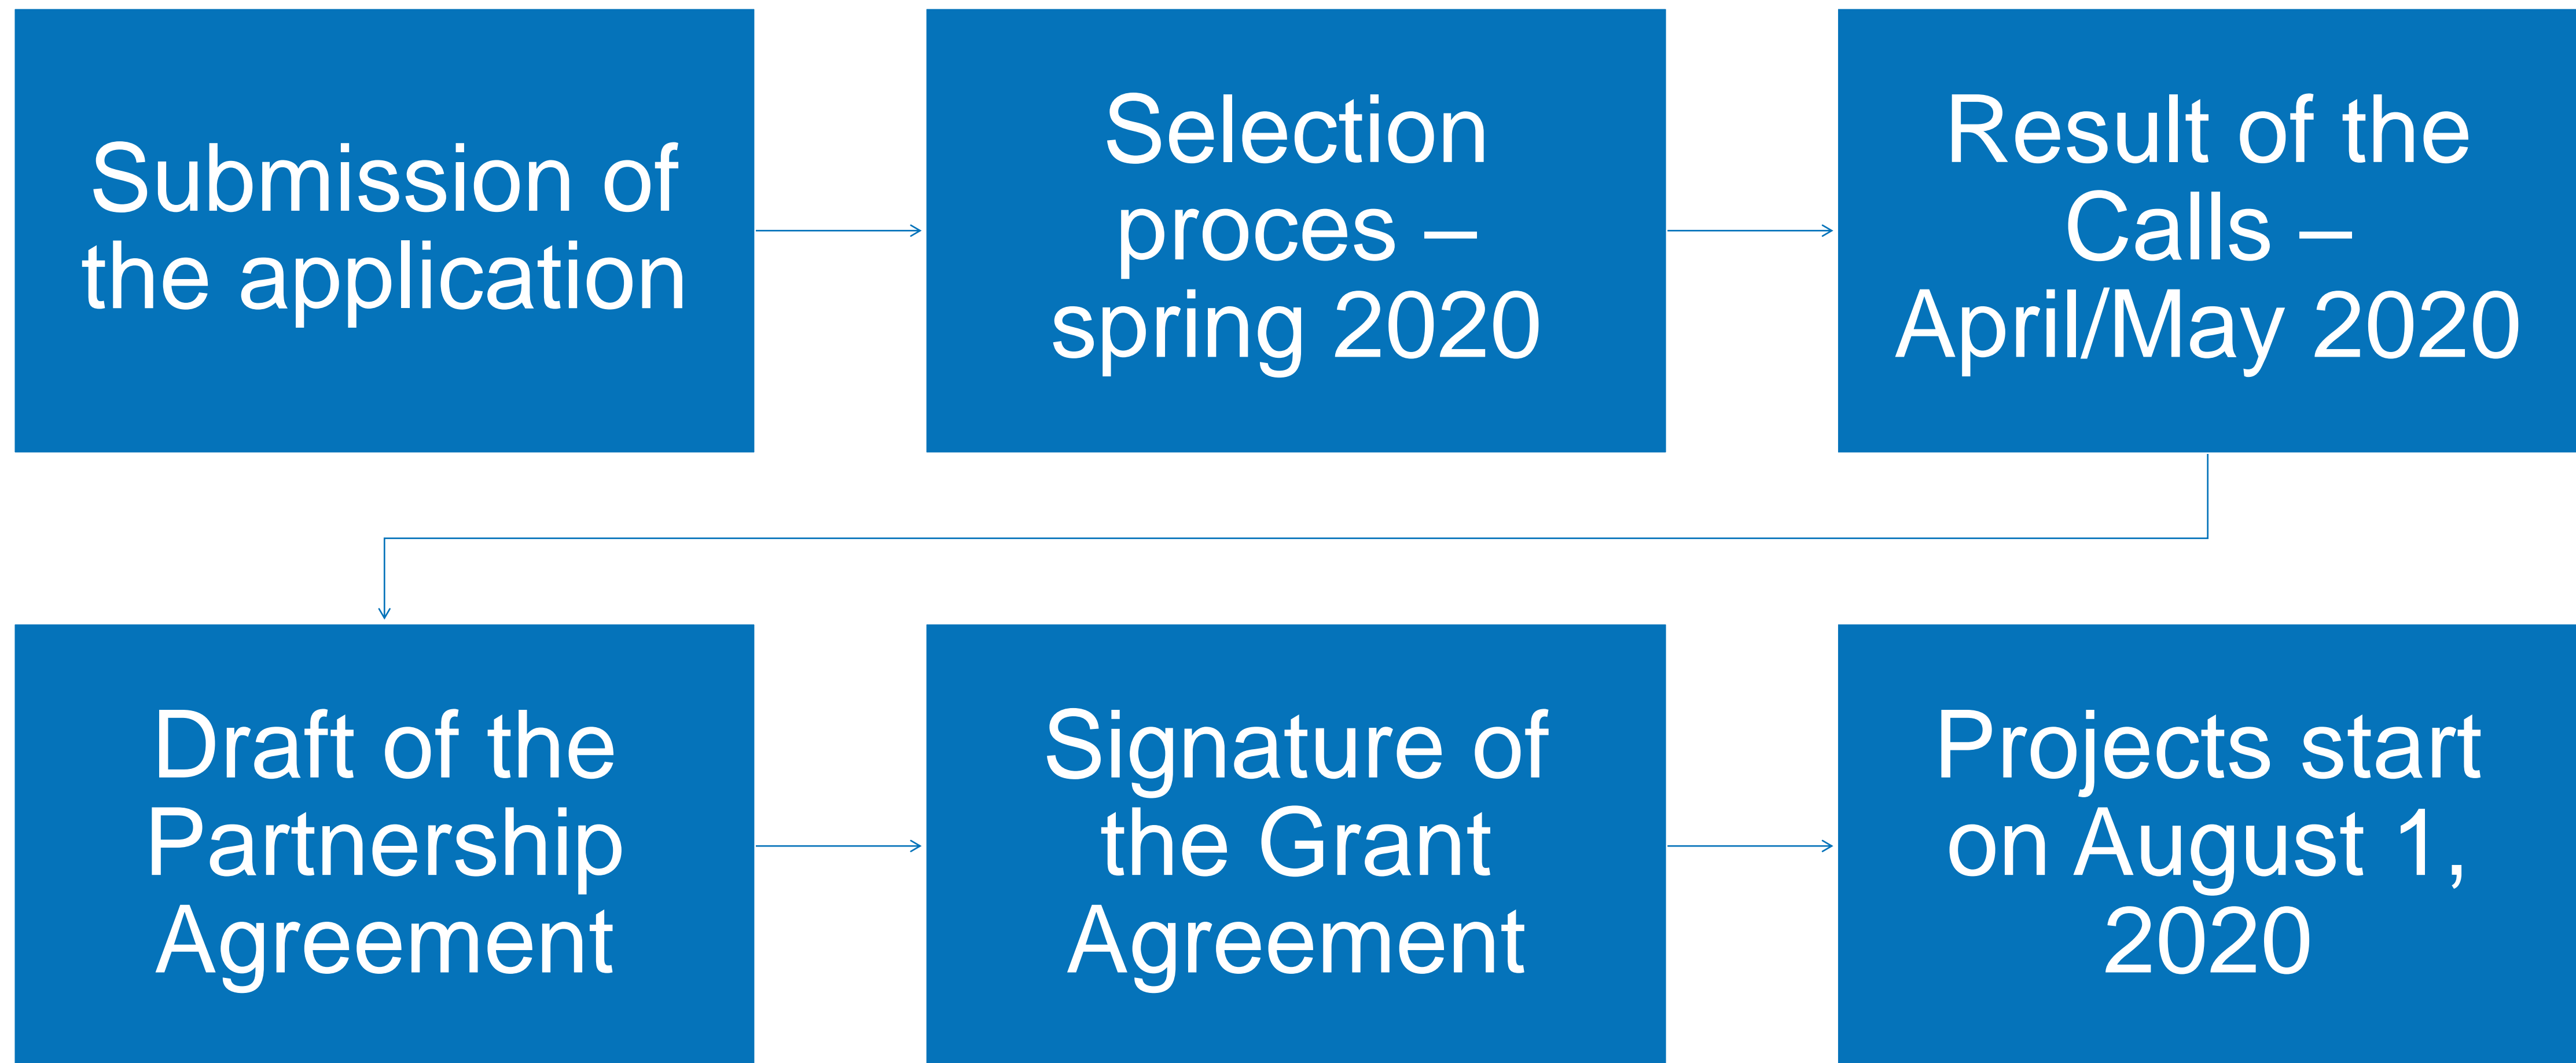 Submission of
the application
Selection
proces –
spring 2020
Result of the
Calls –
April/May 2020
Draft of the
Partnership
Agreement
Signature of
the Grant
Agreement
Projects start
on August 1,
2020